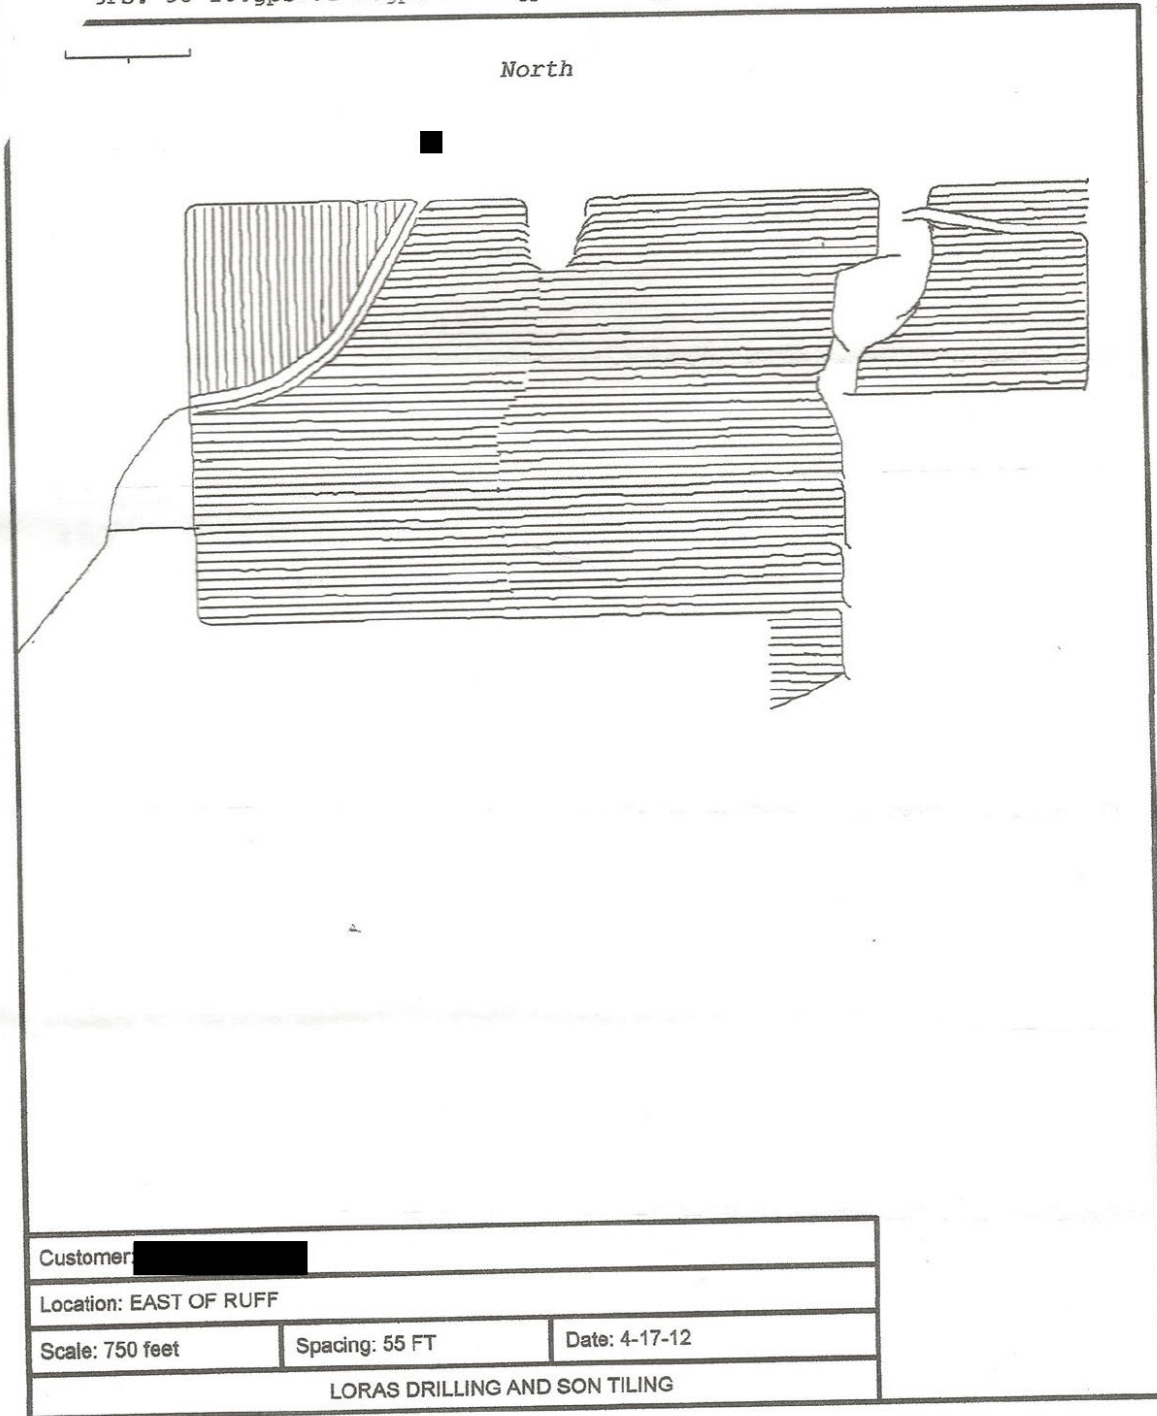 North
Customer:
Location: EAST OF RUFF
Scale: 750 feet
Spacing: 55 FT
Date: 4-17-12
LORAS DRILLING AND SON TILING